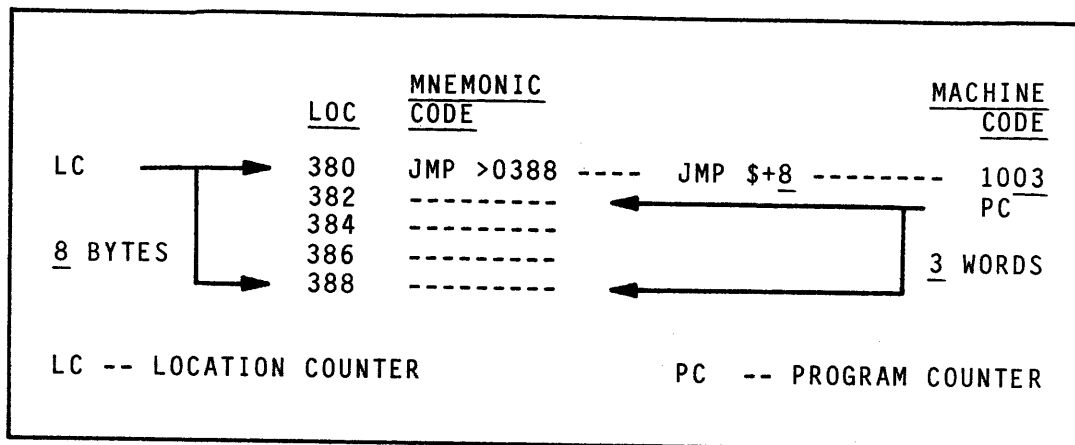 MNEMONIC MACHINE
LOC CODE CODE
LC 380 JMP >0388 ---- JMP $+8 -------- 1003
382 --------- PC
384 ---------
8 BYTES 386 --------- 3 WORDS
388 ---------
LC -- LOCATION COUNTER PC -- PROGRAM COUNTER